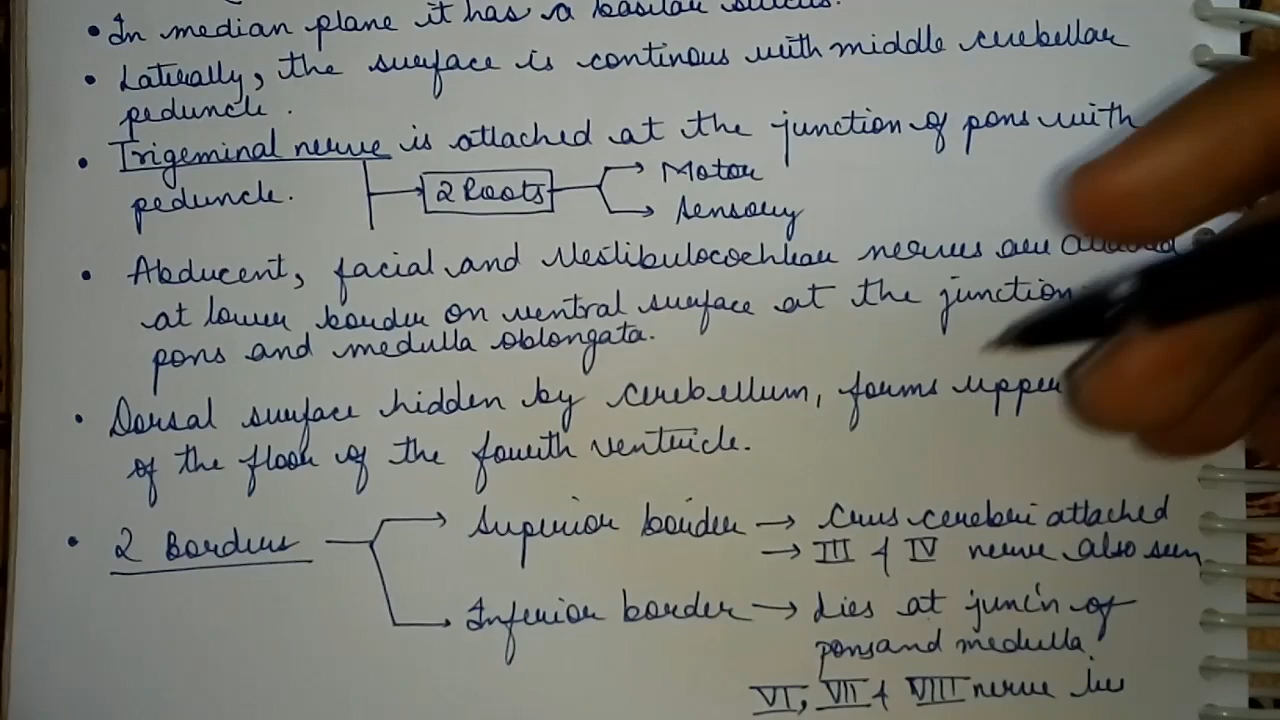 • In median plane it has a basilar sulcus.
• Laterally, the surface is continous with middle cerebellar
peduncle.
• Trigeminal nerve is attached at the junction of pons with
peduncle. 2 Roots Motor
Sensory
• Abducent, facial and Vestibulocochlear nerves are attached
at lower border on ventral surface at the junction
pons and medulla oblongata.
• Dorsal surface hidden by cerebellum, forms upper
of the floor of the fourth ventricle.
• 2 Borders → Superior border → Crus cerebri attached
→ III & IV nerve also seen
→ Inferior border → Lies at junc'n of
pons and medulla.
VI, VII & VIII nerve lies